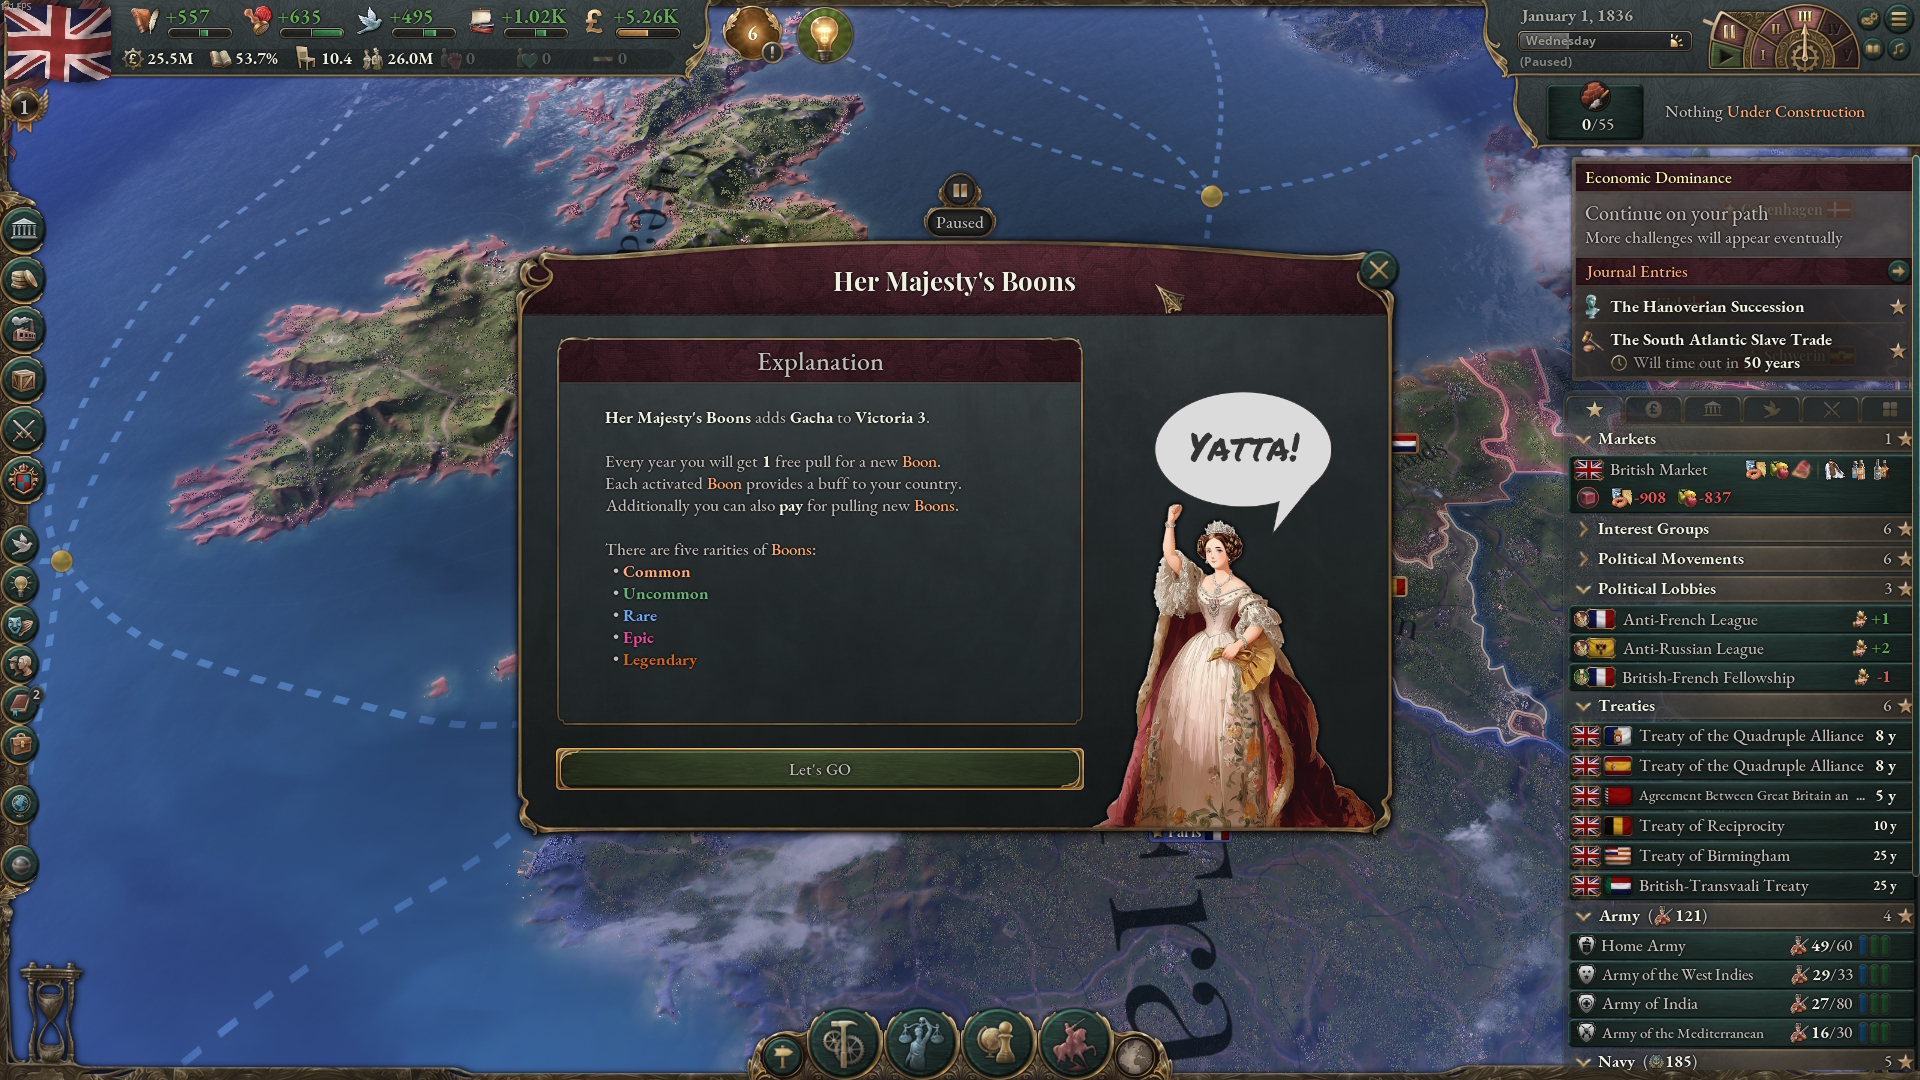 +557
+635
+495
+1.02K
+5.26K
25.5M
53.7%
10.4
26.0M
0
0
0
6
1
January 1, 1836
Wednesday
(Paused)
I
II
III
0/55
Nothing Under Construction
Economic Dominance
Continue on your path
More challenges will appear eventually
Journal Entries
The Hanoverian Succession
The South Atlantic Slave Trade
Will time out in 50 years
Paused
Her Majesty's Boons
Explanation
Her Majesty's Boons adds Gacha to Victoria 3.
Every year you will get 1 free pull for a new Boon.
Each activated Boon provides a buff to your country.
Additionally you can also pay for pulling new Boons.
There are five rarities of Boons:
• Common
• Uncommon
• Rare
• Epic
• Legendary
Let's GO
YATTA!
Markets 1
British Market
-908 -837
Interest Groups 6
Political Movements 6
Political Lobbies 3
Anti-French League +1
Anti-Russian League +2
British-French Fellowship -1
Treaties 6
Treaty of the Quadruple Alliance 8 y
Treaty of the Quadruple Alliance 8 y
Agreement Between Great Britain an ... 5 y
Treaty of Reciprocity 10 y
Treaty of Birmingham 25 y
British-Transvaali Treaty 25 y
Army (121) 4
Home Army 49/60
Army of the West Indies 29/33
Army of India 27/80
Army of the Mediterranean 16/30
Navy (185) 5
2
Paris